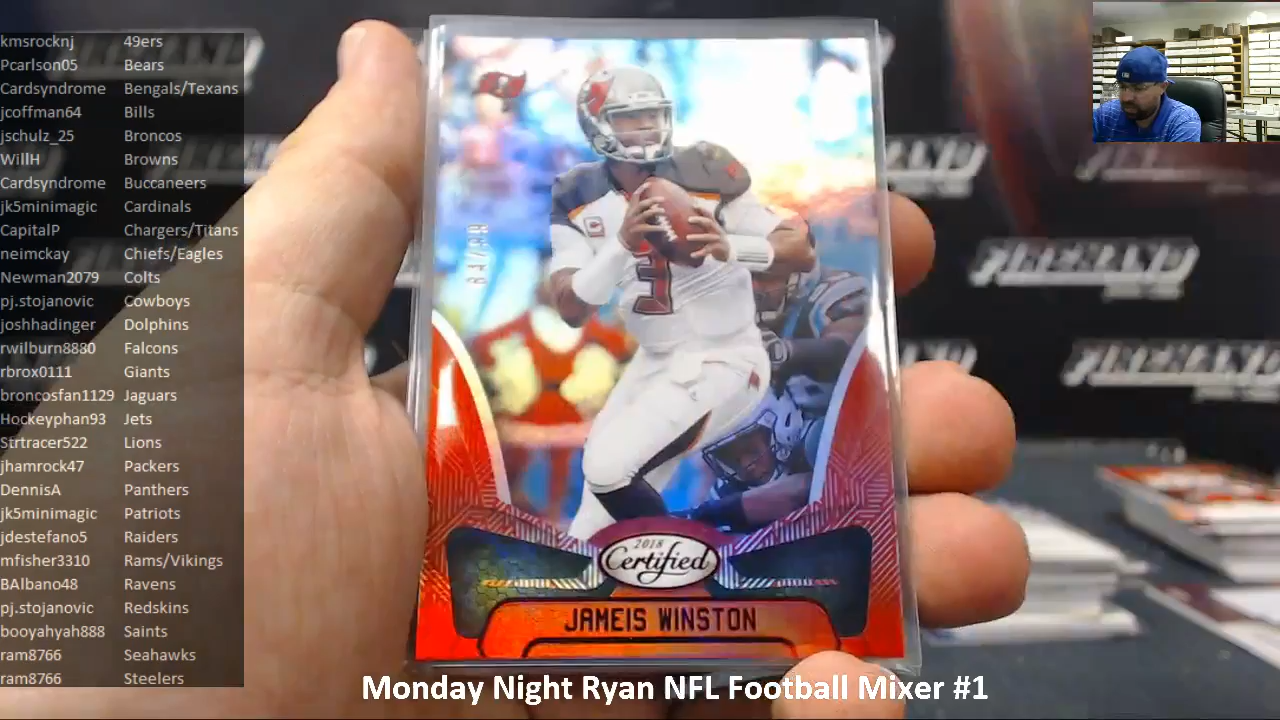 kmsrocknj 49ers
Pcarlson05 Bears
Cardsyndrome Bengals/Texans
jcoffman64 Bills
jschulz_25 Broncos
WillH Browns
Cardsyndrome Buccaneers
jk5minimagic Cardinals
CapitalP Chargers/Titans
neimckay Chiefs/Eagles
Newman2079 Colts
pj.stojanovic Cowboys
joshhadinger Dolphins
rwilburn8880 Falcons
rbrox0111 Giants
broncosfan1129 Jaguars
Hockeyphan93 Jets
Strtracer522 Lions
jhamrock47 Packers
DennisA Panthers
jk5minimagic Patriots
jdestefano5 Raiders
mfisher3310 Rams/Vikings
BAlbano48 Ravens
pj.stojanovic Redskins
booyahyah888 Saints
ram8766 Seahawks
ram8766 Steelers
3
2018
Certified
JAMEIS WINSTON
Monday Night Ryan NFL Football Mixer #1